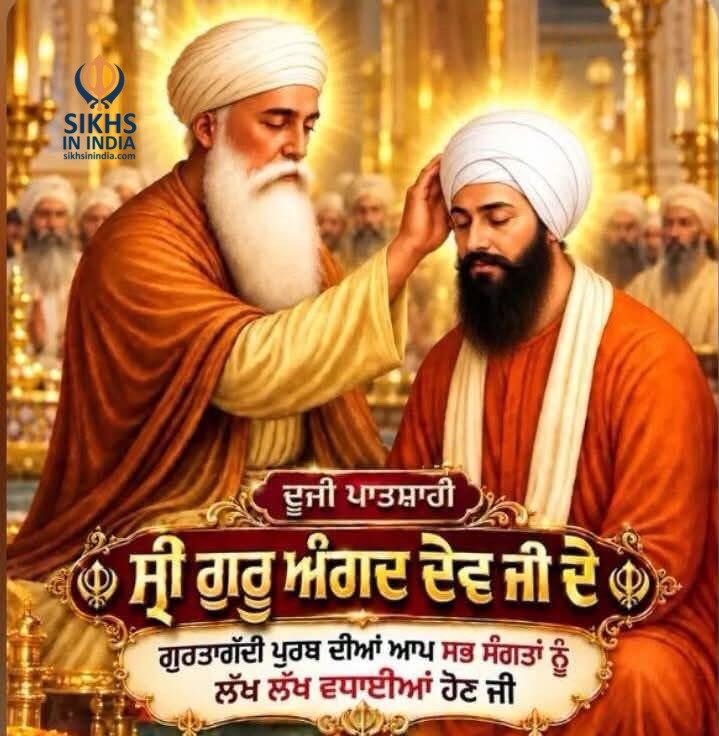 SIKHS
IN INDIA
sikhsinindia.com
ਦੂਜੀ ਪਾਤਸ਼ਾਹੀ
ਸ੍ਰੀ ਗੁਰੂ ਅੰਗਦ ਦੇਵ ਜੀ ਦੇ
ਗੁਰਤਾਗੱਦੀ ਪੁਰਬ ਦੀਆਂ ਆਪ ਸਭ ਸੰਗਤਾਂ ਨੂੰ
ਲੱਖ ਲੱਖ ਵਧਾਈਆਂ ਹੋਣ ਜੀ